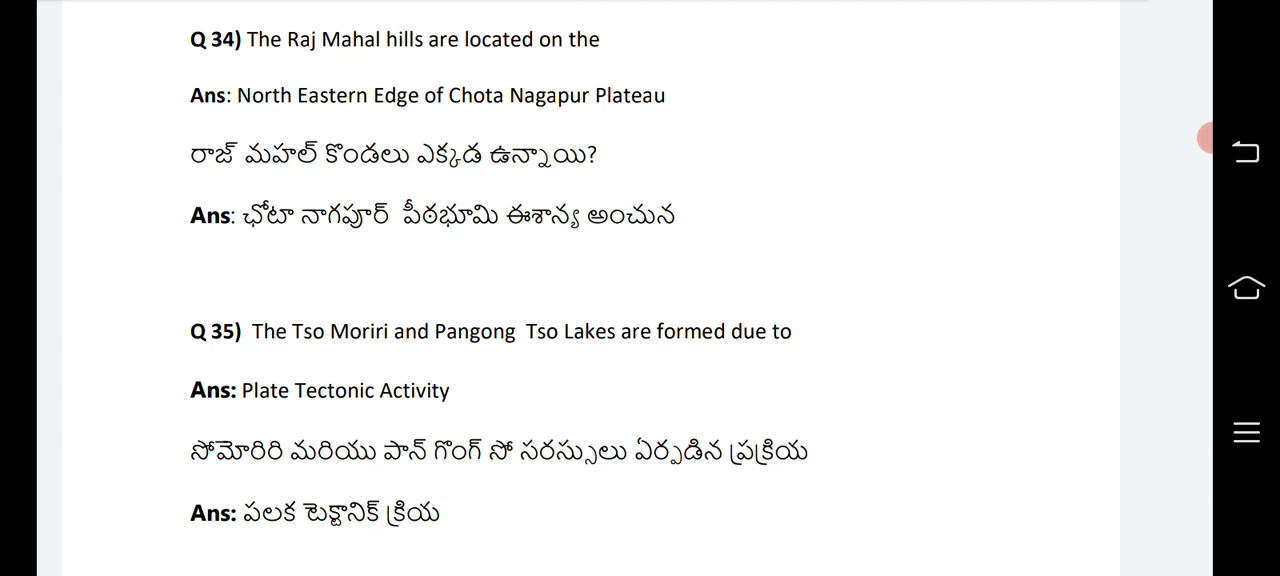 Q 34) The Raj Mahal hills are located on the
Ans: North Eastern Edge of Chota Nagapur Plateau
రాజ్ మహల్ కొండలు ఎక్కడ ఉన్నాయి?
Ans: ఛోటా నాగపూర్ పీఠభూమి ఈశాన్య అంచున
Q 35) The Tso Moriri and Pangong Tso Lakes are formed due to
Ans: Plate Tectonic Activity
సోమోరిరి మరియు పాన్ గొంగ్ సో సరస్సులు ఏర్పడిన ప్రక్రియ
Ans: పలక టెక్టానిక్ క్రియ